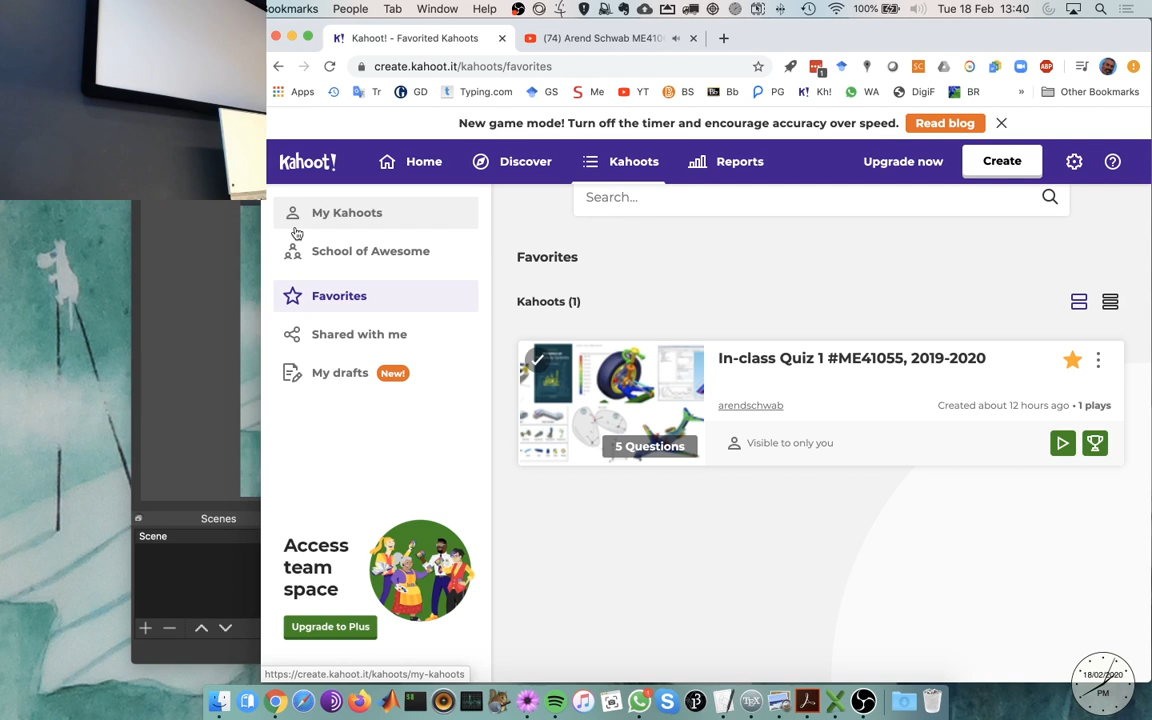 Bookmarks People Tab Window Help 100% Tue 18 Feb 13:40
K! Kahoot! - Favorited Kahoots × (74) Arend Schwab ME410 × +
create.kahoot.it/kahoots/favorites
Apps Tr GD Typing.com GS Me YT BS Bb PG Kh! WA DigiF BR » Other Bookmarks
New game mode! Turn off the timer and encourage accuracy over speed. Read blog
Kahoot! Home Discover Kahoots Reports Upgrade now Create
My Kahoots
Search...
School of Awesome
Favorites
Favorites
Kahoots (1)
Shared with me
My drafts New!
In-class Quiz 1 #ME41055, 2019-2020
arendschwab Created about 12 hours ago • 1 plays
5 Questions Visible to only you
Scenes
Scene
Access
team
space
Upgrade to Plus
https://create.kahoot.it/kahoots/my-kahoots
18/02/2020
PM